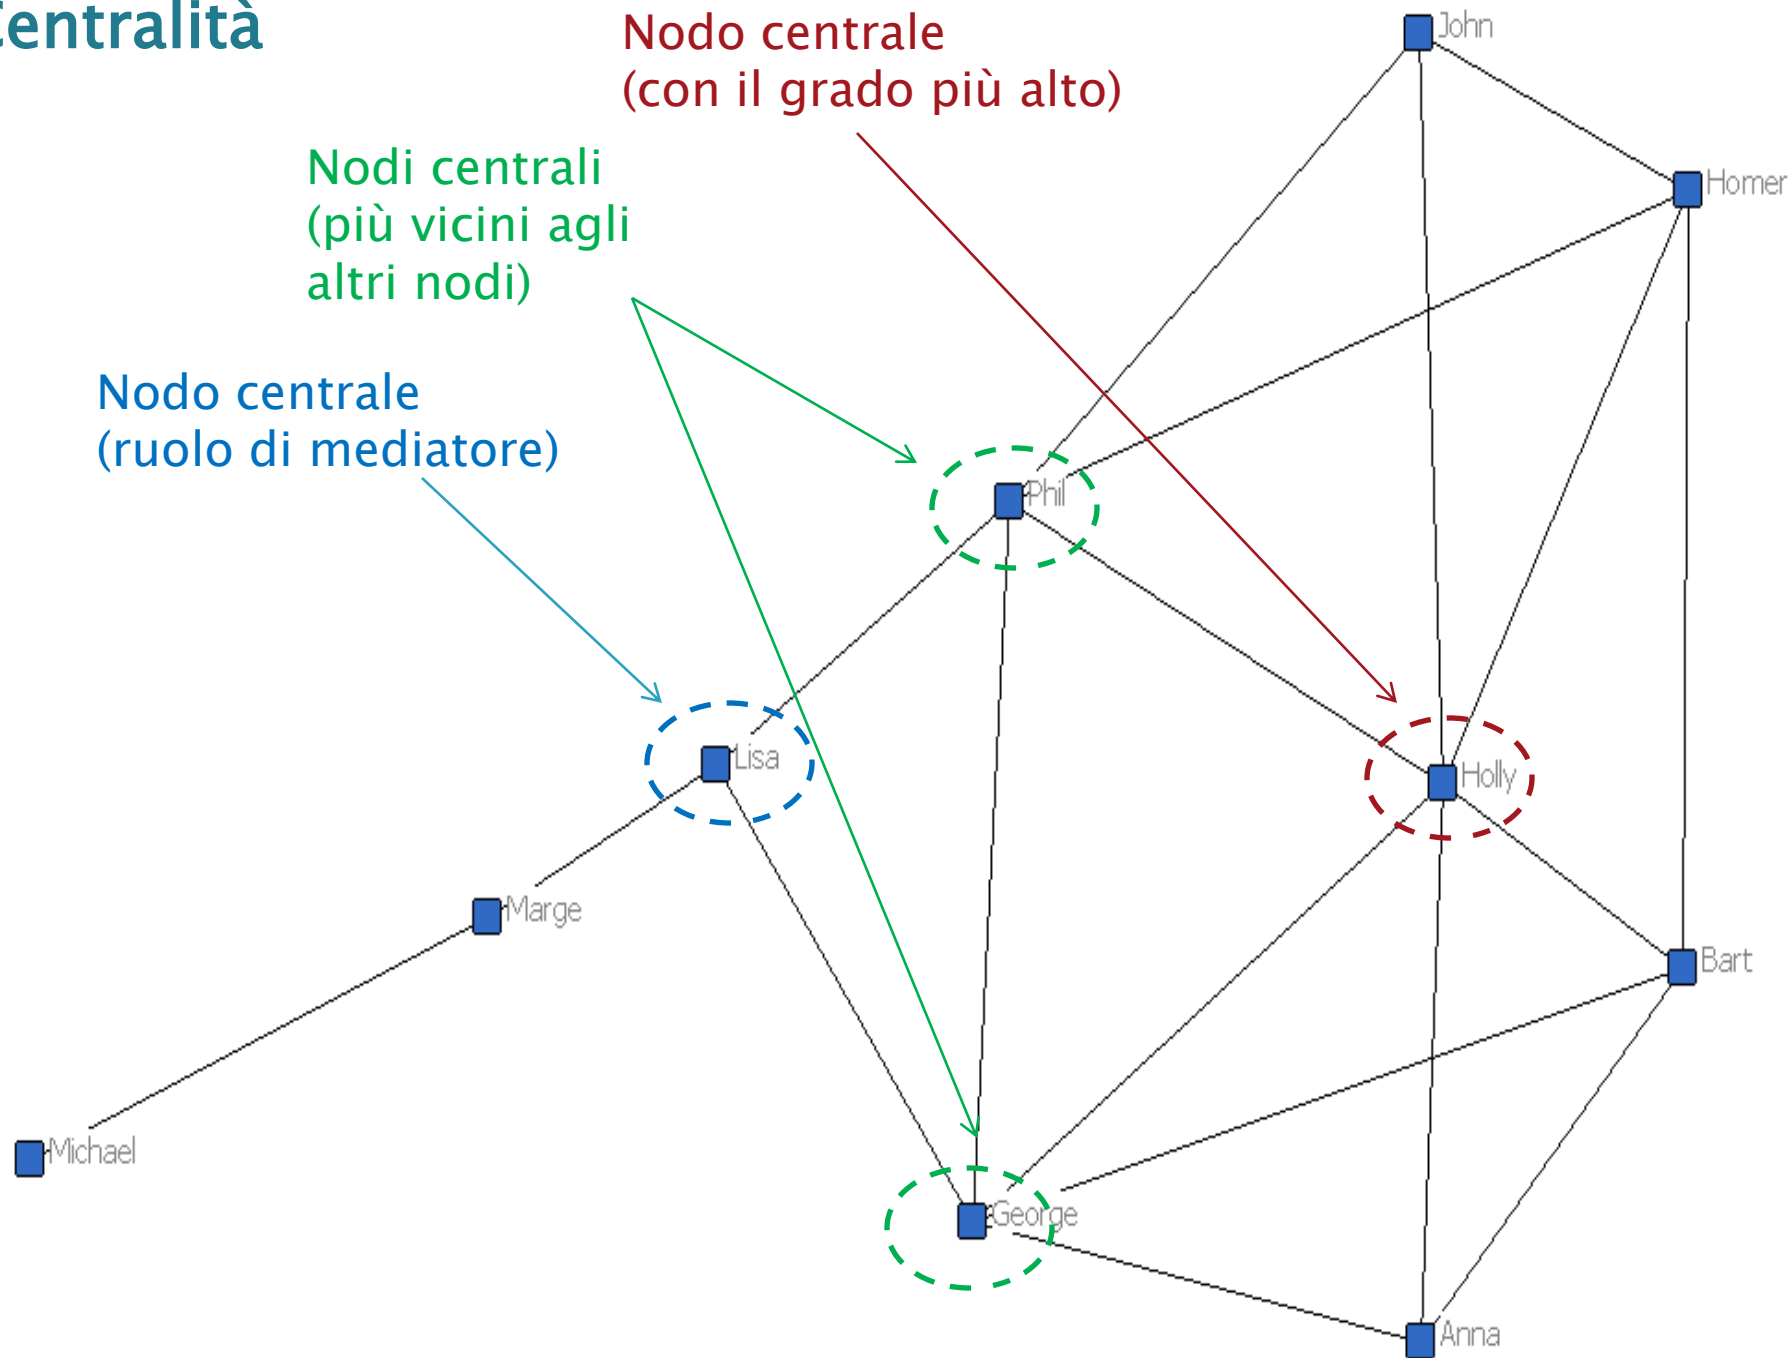 Centralità
Nodo centrale
(con il grado più alto)
Nodi centrali
(più vicini agli
altri nodi)
Nodo centrale
(ruolo di mediatore)
John
Homer
Phil
Lisa
Holly
Marge
Bart
Michael
George
Anna